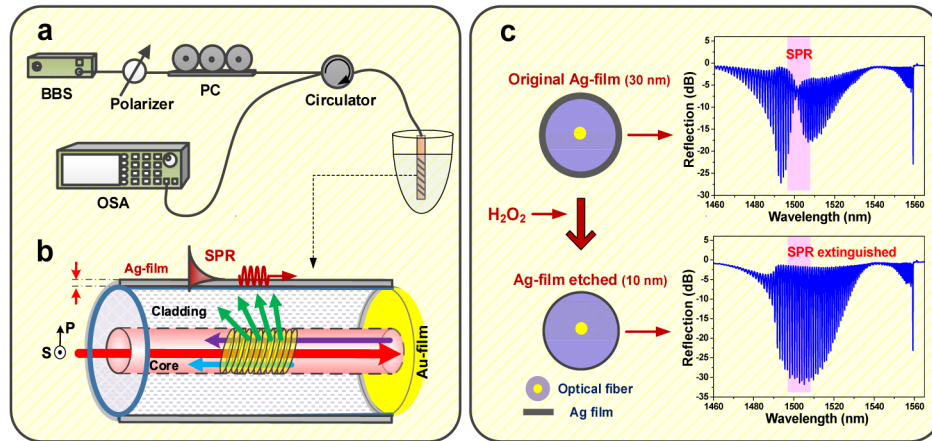 a
BBS
Polarizer
PC
Circulator
OSA
b
Ag-film
SPR
Cladding
P
S
Core
Au-film
c
Original Ag-film (30 nm)
H₂O₂
Ag-film etched (10 nm)
Optical fiber
Ag film
SPR
Reflection (dB)
0
-5
-10
-15
-20
-25
-30
1460 1480 1500 1520 1540 1560
Wavelength (nm)
SPR extinguished
Reflection (dB)
0
-5
-10
-15
-20
-25
-30
-35
1460 1480 1500 1520 1540 1560
Wavelength (nm)